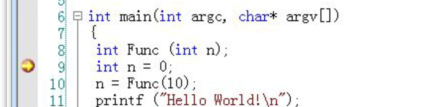 6 int main(int argc, char* argv[])
7 {
8 int Func (int n);
9 int n = 0;
10 n = Func(10);
11 printf ("Hello World!\n");